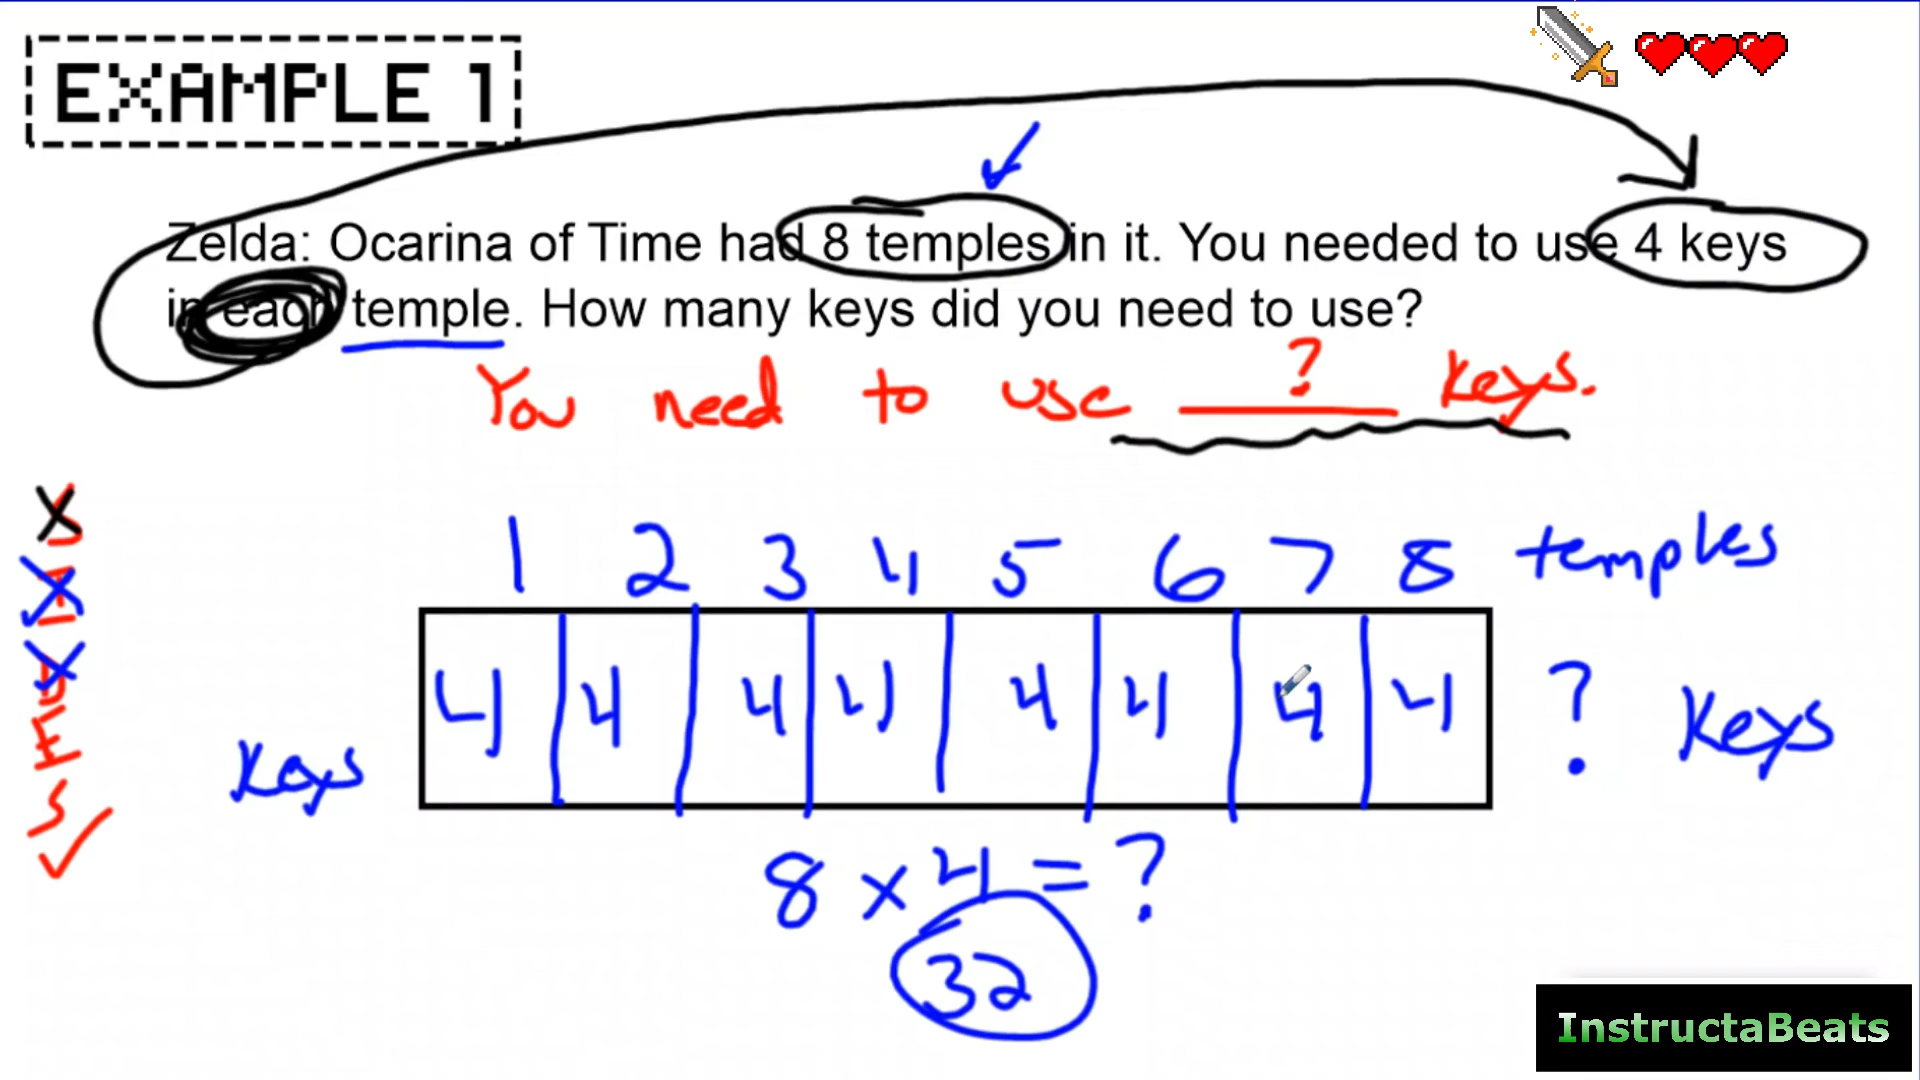 EXAMPLE 1
Zelda: Ocarina of Time had 8 temples in it. You needed to use 4 keys
in each temple. How many keys did you need to use?
You need to use ? keys.
1 2 3 4 5 6 7 8 temples
4 4 4 4 4 4 4 4 ? keys
keys
8 x 4 = ?
32
InstructaBeats